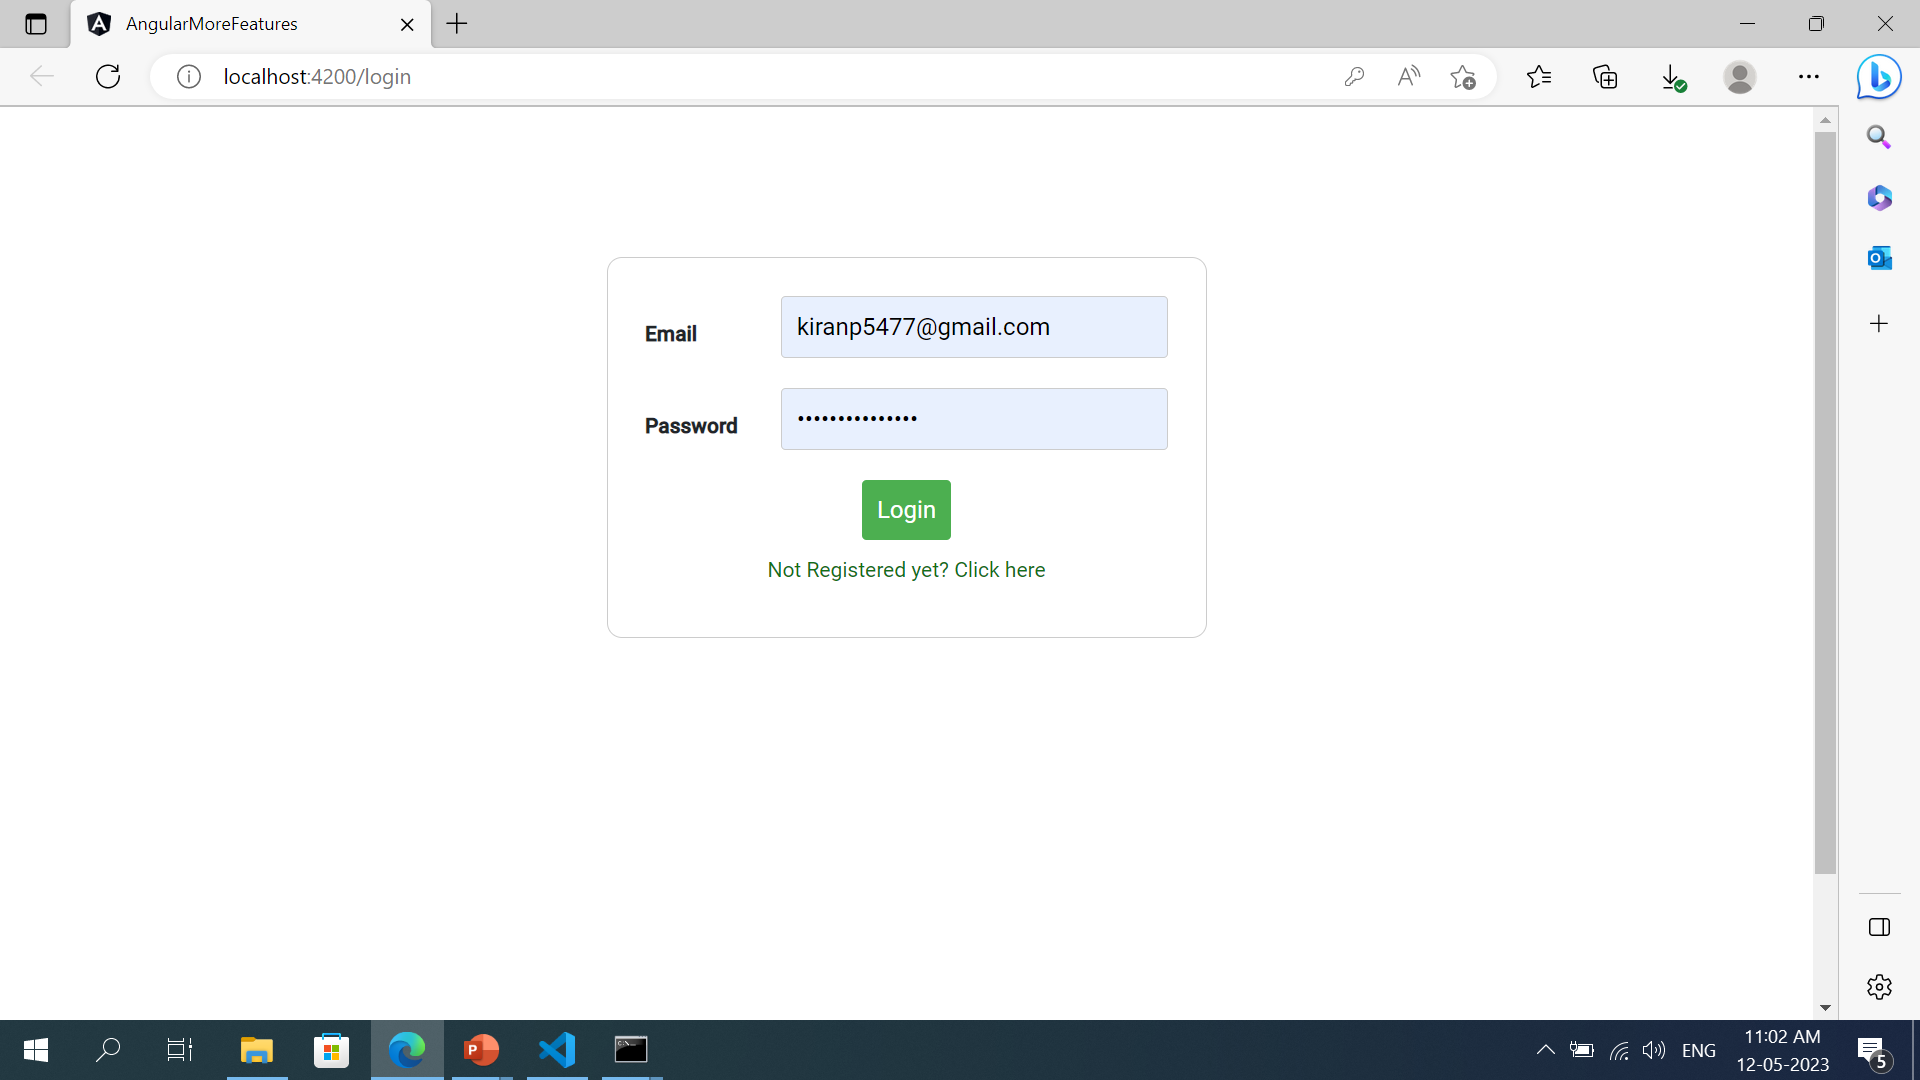 AngularMoreFeatures
localhost:4200/login
Email
kiranp5477@gmail.com
Password
•••••••••••••••
Login
Not Registered yet? Click here
ENG
11:02 AM
12-05-2023
5